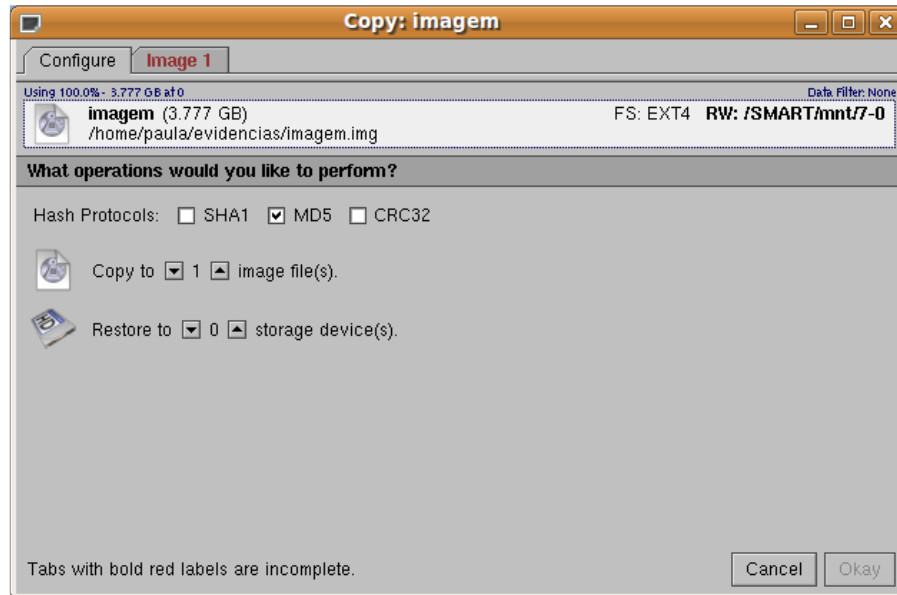 Copy: imagem
Configure Image 1
Using 100.0% - 3.777 GB at 0 Data Filter: None
imagem (3.777 GB) FS: EXT4 RW: /SMART/mnt/7-0
/home/paula/evidencias/imagem.img
What operations would you like to perform?
Hash Protocols: SHA1 MD5 CRC32
Copy to 1 image file(s).
Restore to 0 storage device(s).
Tabs with bold red labels are incomplete. Cancel Okay